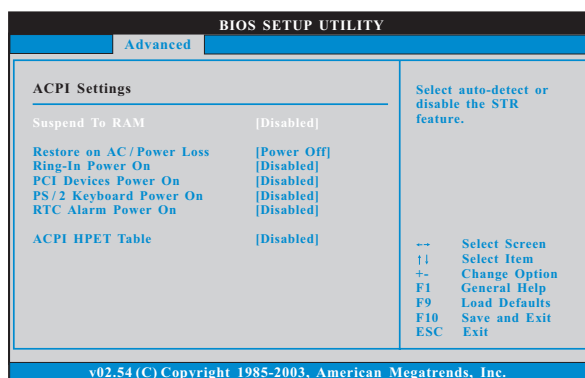 BIOS SETUP UTILITY
Advanced
ACPI Settings
Suspend To RAM [Disabled]
Restore on AC / Power Loss [Power Off]
Ring-In Power On [Disabled]
PCI Devices Power On [Disabled]
PS / 2 Keyboard Power On [Disabled]
RTC Alarm Power On [Disabled]
ACPI HPET Table [Disabled]
Select auto-detect or
disable the STR
feature.
←→ Select Screen
↑↓ Select Item
+- Change Option
F1 General Help
F9 Load Defaults
F10 Save and Exit
ESC Exit
v02.54 (C) Copyright 1985-2003, American Megatrends, Inc.